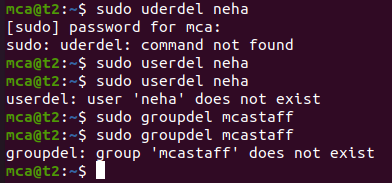 mca@t2:~$ sudo uderdel neha
[sudo] password for mca:
sudo: uderdel: command not found
mca@t2:~$ sudo userdel neha
mca@t2:~$ sudo userdel neha
userdel: user 'neha' does not exist
mca@t2:~$ sudo groupdel mcastaff
mca@t2:~$ sudo groupdel mcastaff
groupdel: group 'mcastaff' does not exist
mca@t2:~$